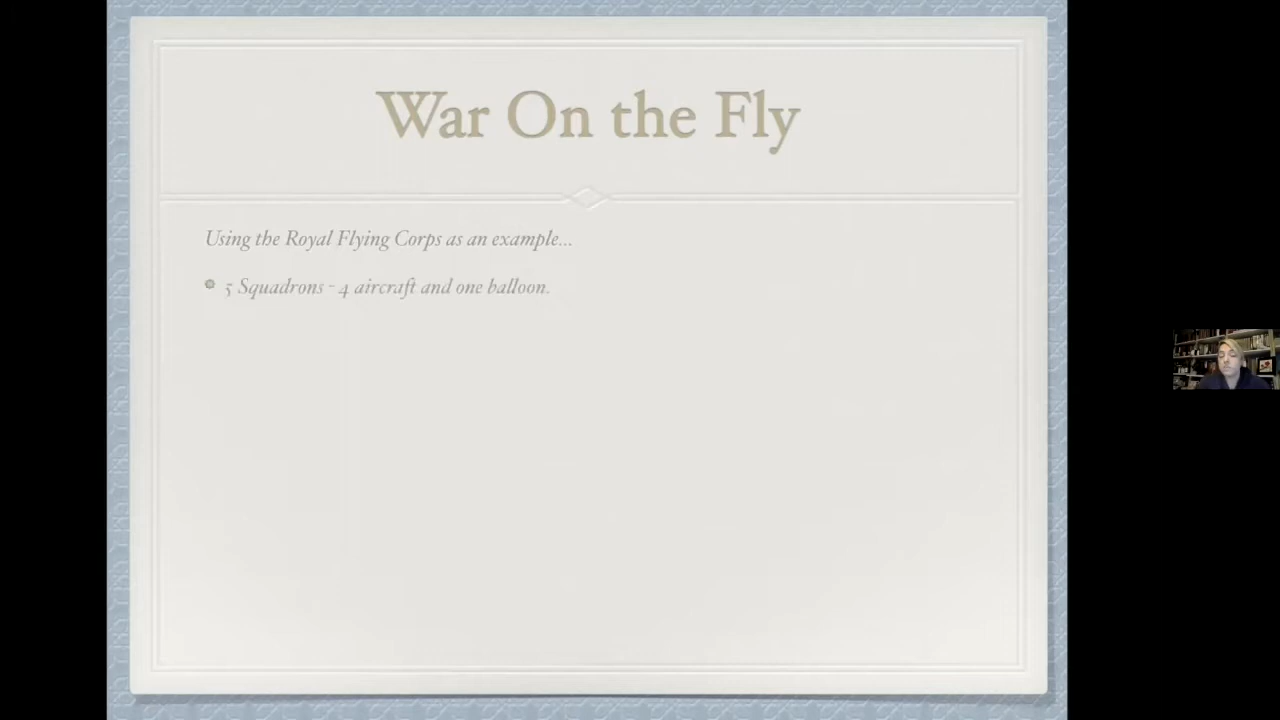 War On the Fly
Using the Royal Flying Corps as an example...
5 Squadrons - 4 aircraft and one balloon.